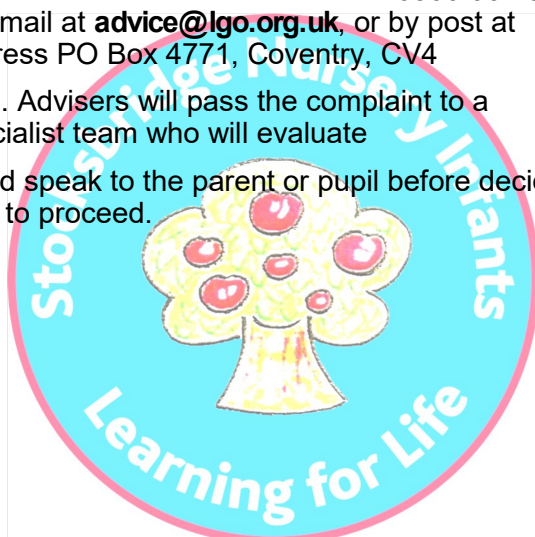 mail at advice@lgo.org.uk, or by post at
ress PO Box 4771, Coventry, CV4
. Advisers will pass the complaint to a
cialist team who will evaluate
d speak to the parent or pupil before decid
to proceed.
Stocksbridge Nursery Infants
Learning for Life